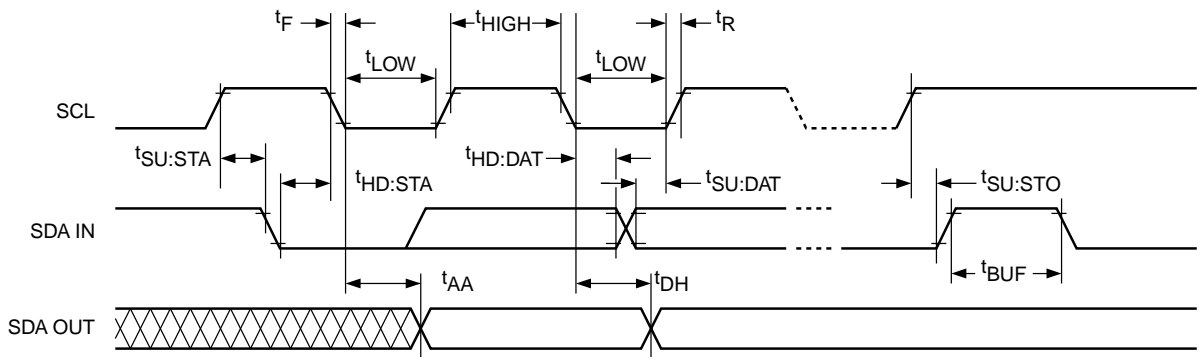 tF
tHIGH
tR
tLOW
tLOW
SCL
tSU:STA
tHD:STA
tHD:DAT
tSU:DAT
tSU:STO
SDA IN
tBUF
tAA
tDH
SDA OUT